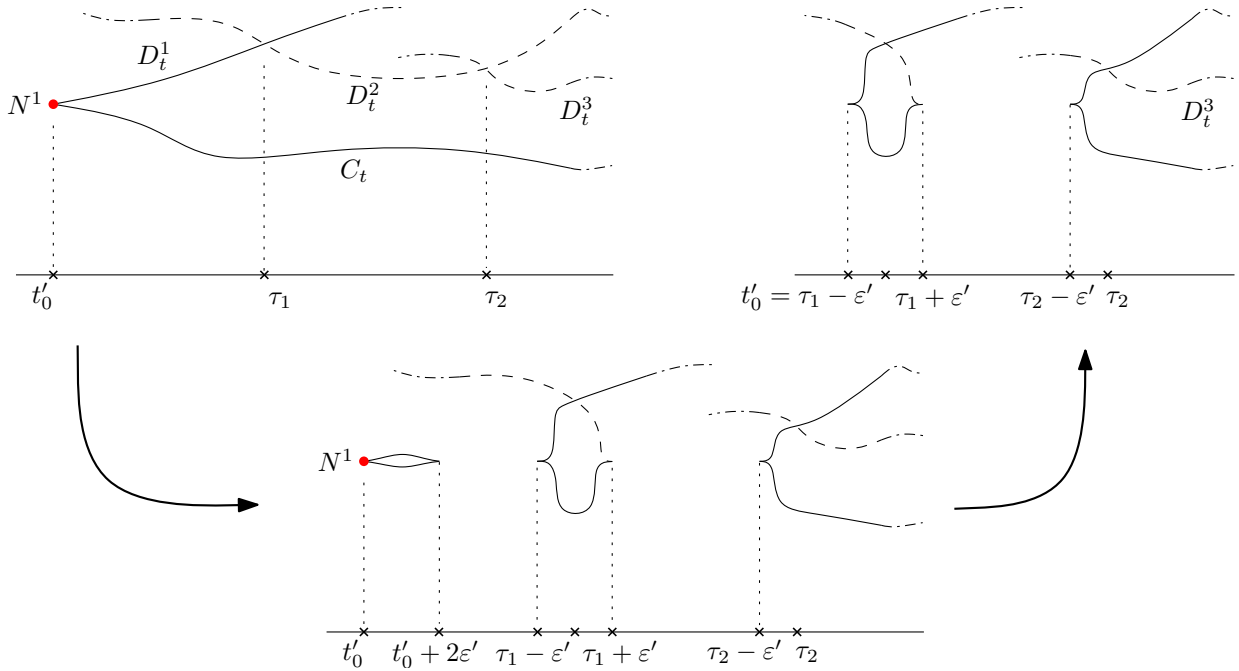 D_t^1
N^1
D_t^2
D_t^3
C_t
t'_0
τ_1
τ_2
D_t^3
t'_0 = τ_1 − ε'
τ_1 + ε'
τ_2 − ε'
τ_2
N^1
t'_0
t'_0 + 2ε'
τ_1 − ε'
τ_1 + ε'
τ_2 − ε'
τ_2